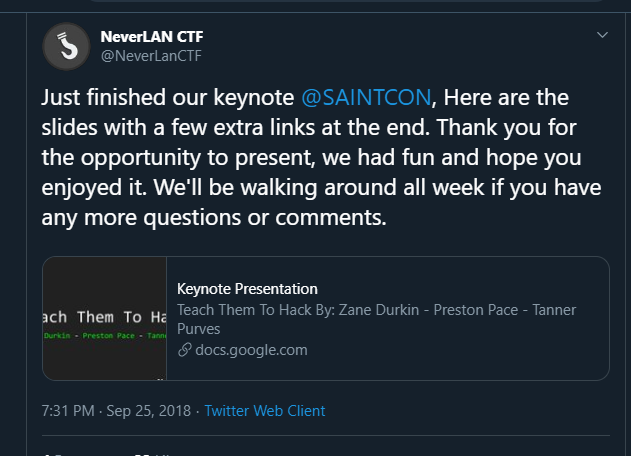 NeverLAN CTF
@NeverLanCTF
Just finished our keynote @SAINTCON, Here are the
slides with a few extra links at the end. Thank you for
the opportunity to present, we had fun and hope you
enjoyed it. We'll be walking around all week if you have
any more questions or comments.
ach Them To Ha
Durkin - Preston Pace - Tann
Keynote Presentation
Teach Them To Hack By: Zane Durkin - Preston Pace - Tanner
Purves
docs.google.com
7:31 PM · Sep 25, 2018 · Twitter Web Client